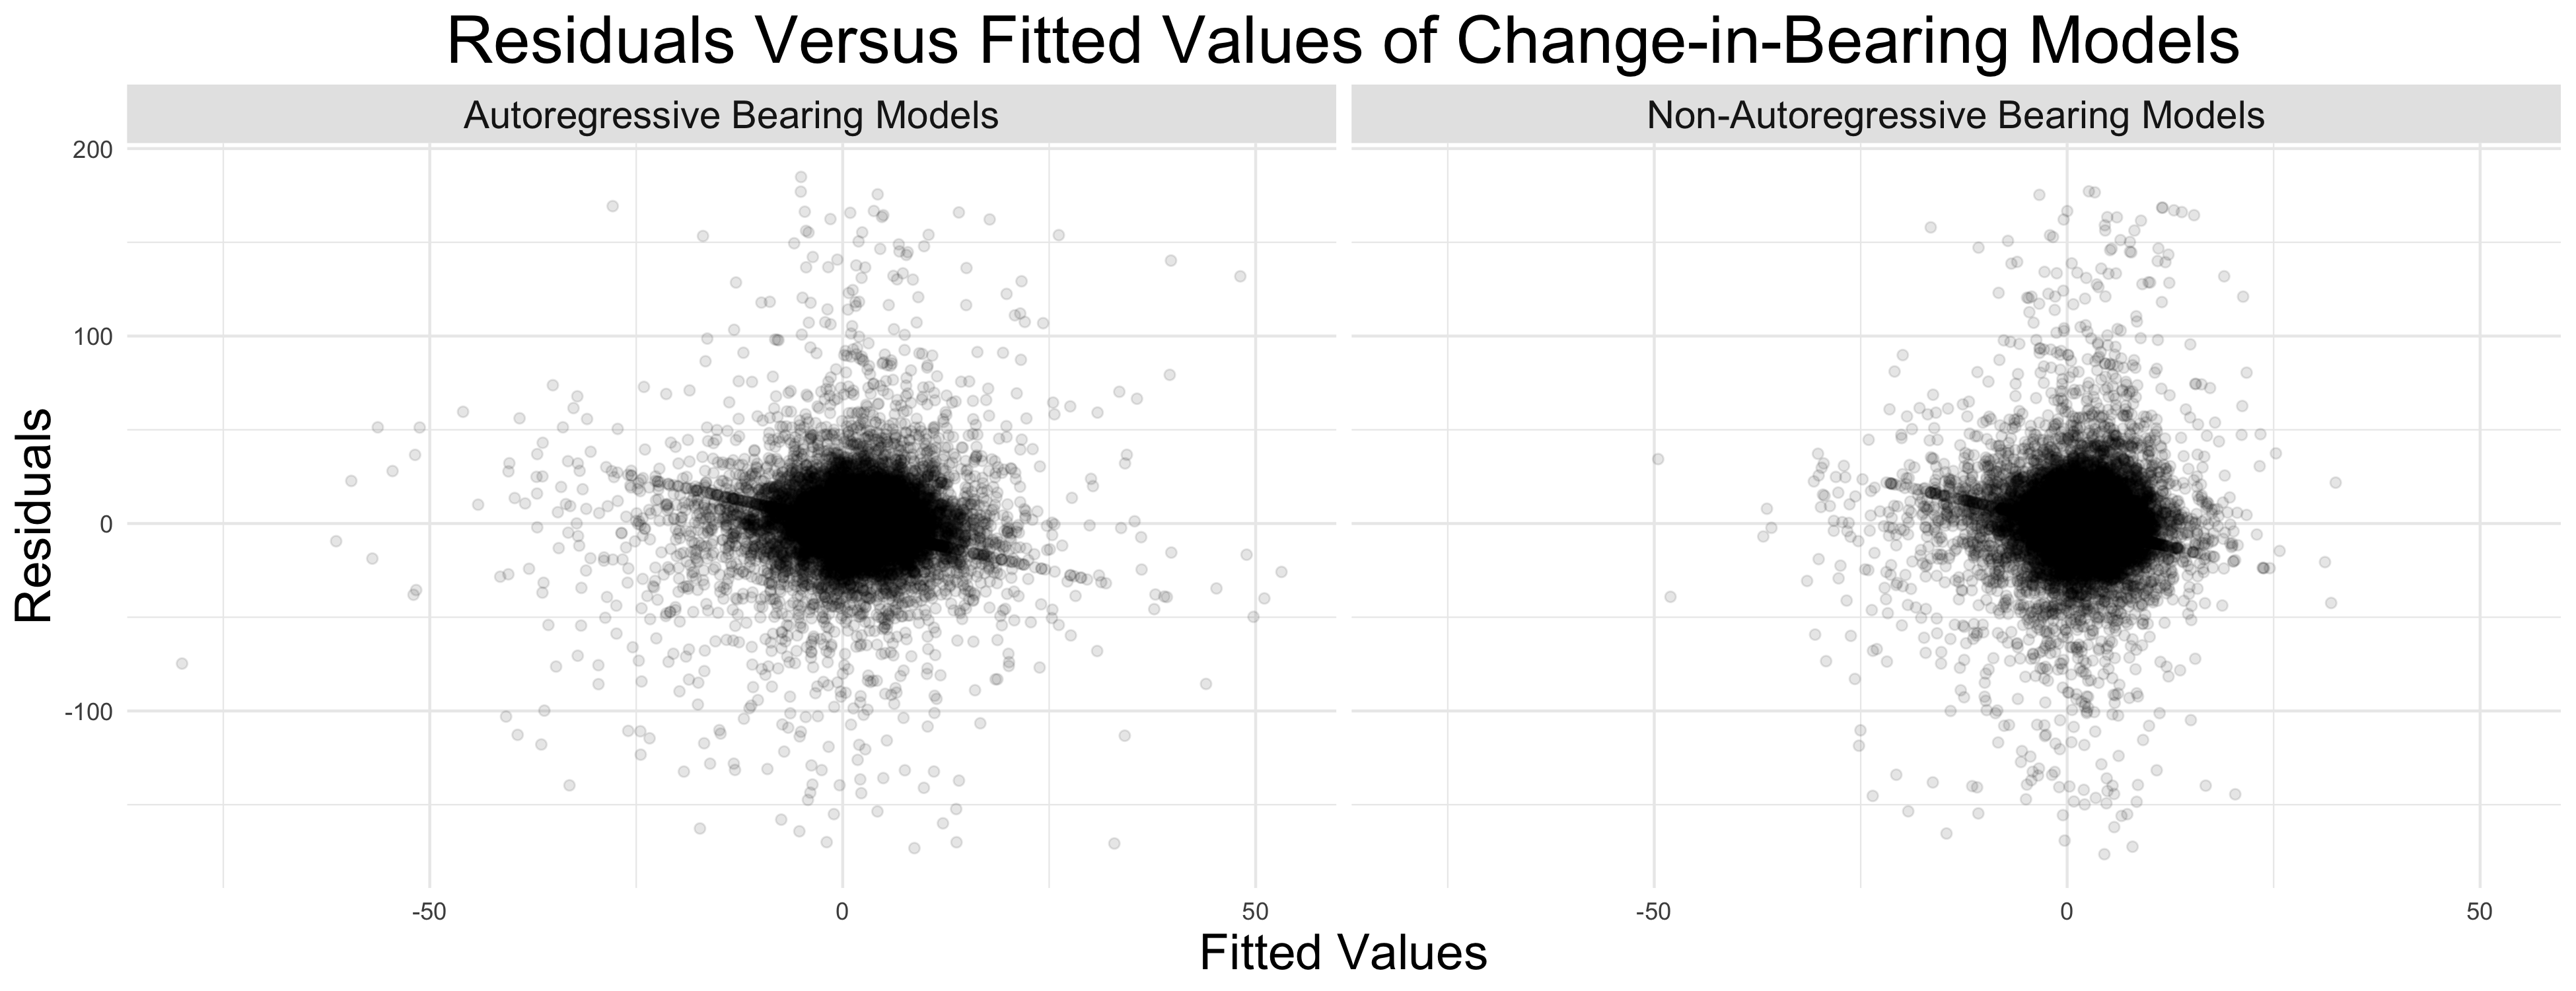 Residuals Versus Fitted Values of Change-in-Bearing Models
Autoregressive Bearing Models
Non-Autoregressive Bearing Models
200
100
0
-100
Residuals
-50
0
50
-50
0
50
Fitted Values